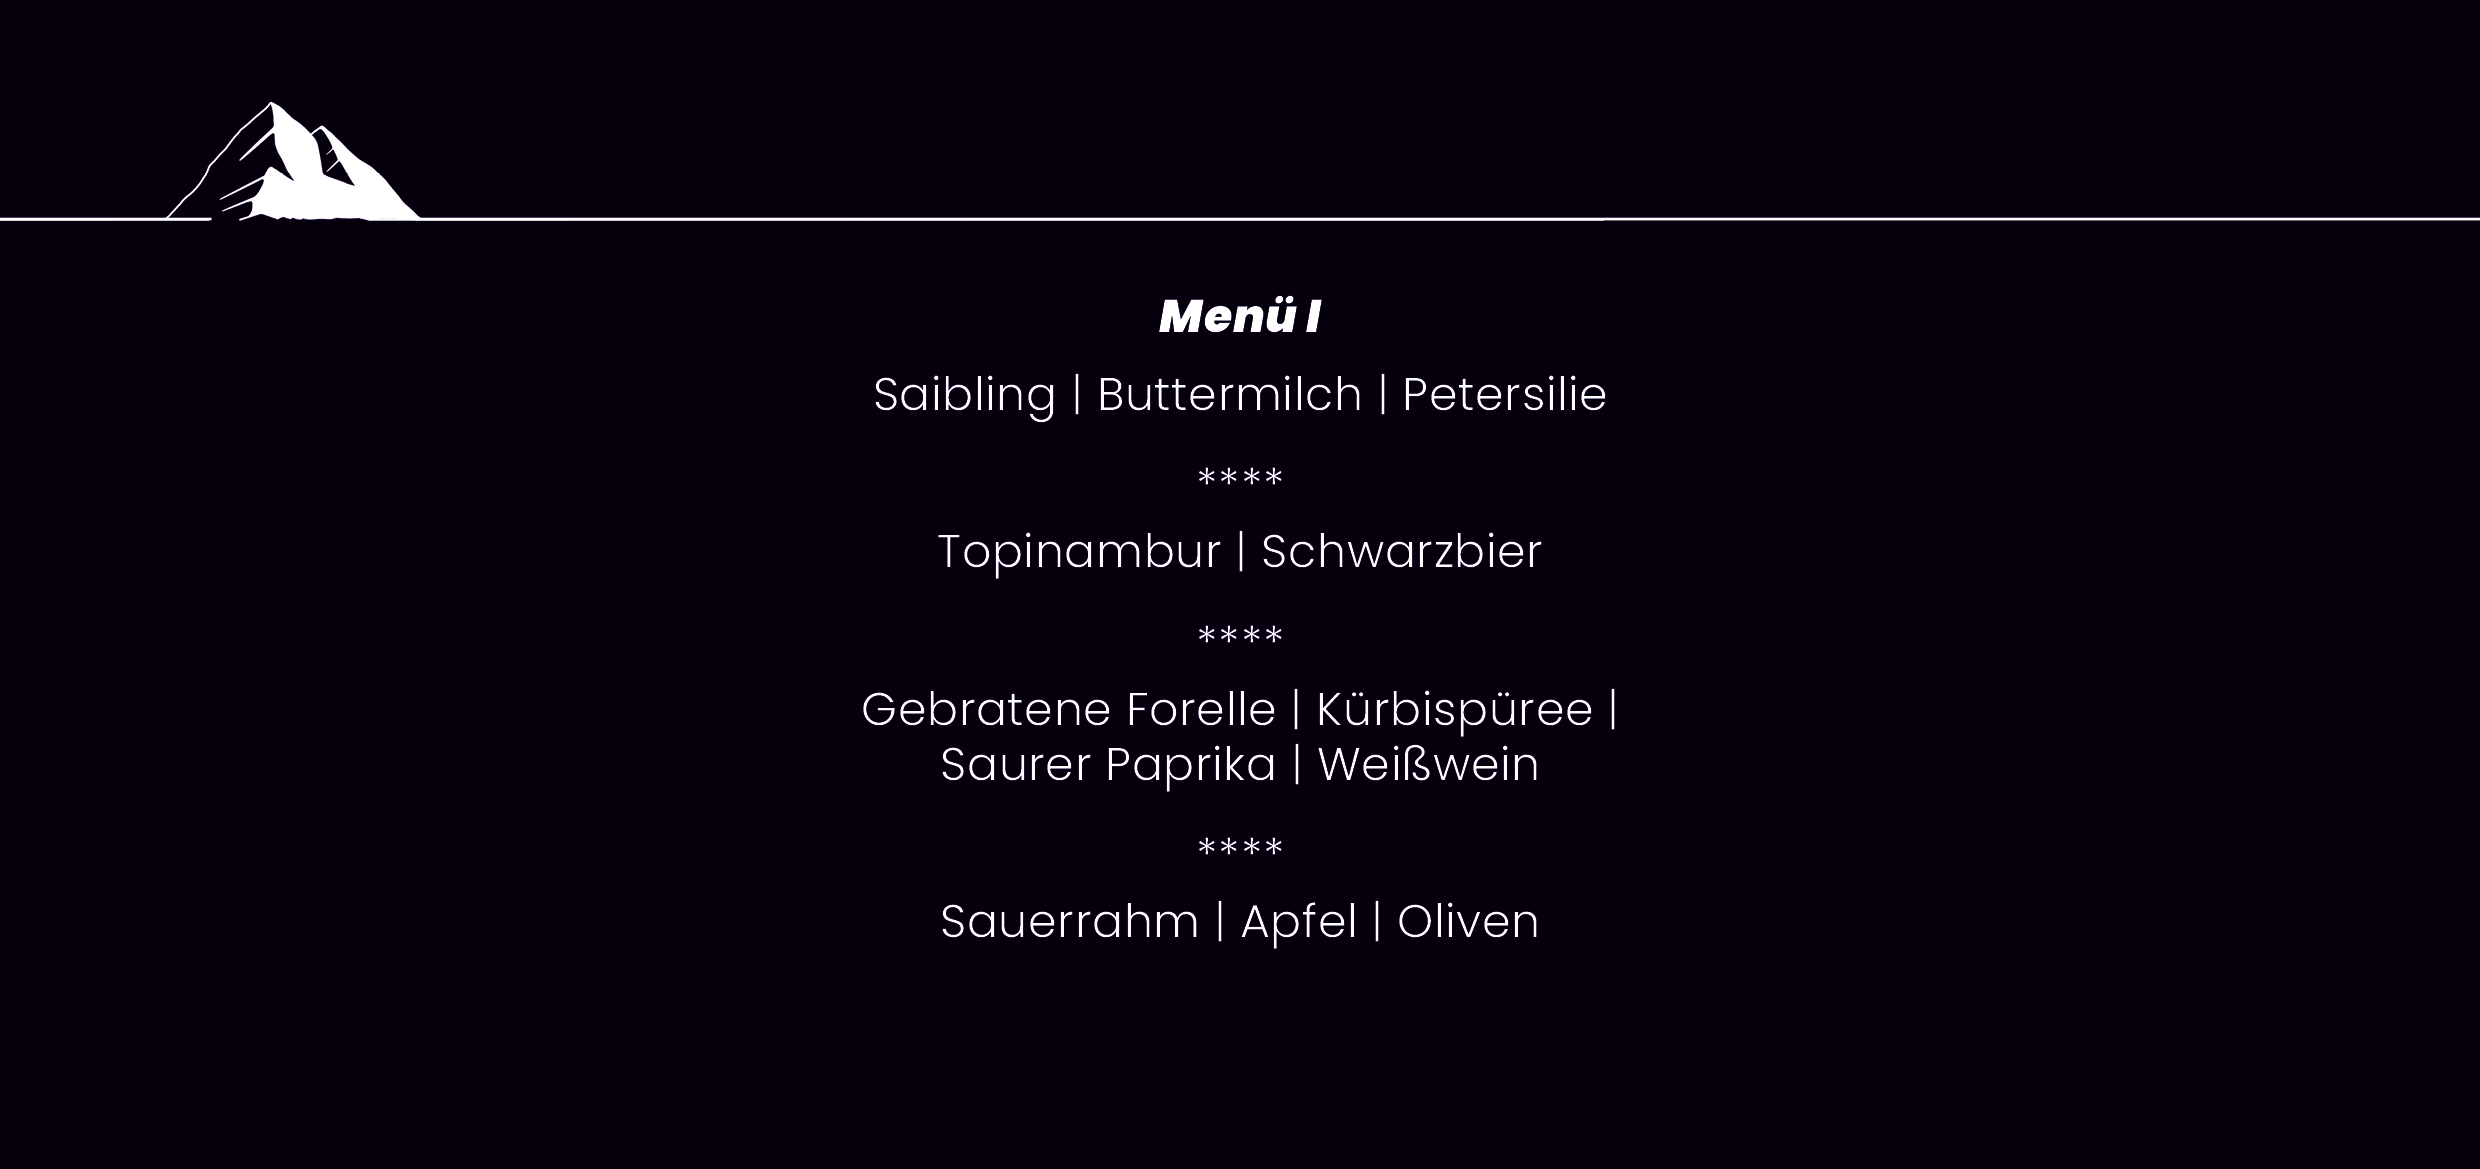 Menü I
Saibling | Buttermilch | Petersilie
****
Topinambur | Schwarzbier
****
Gebratene Forelle | Kürbispüree |
Saurer Paprika | Weißwein
****
Sauerrahm | Apfel | Oliven